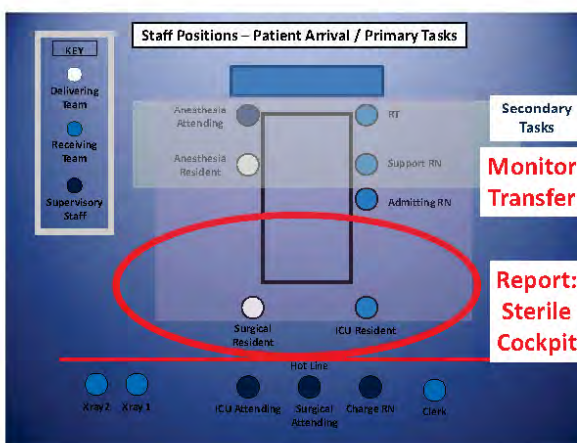 Staff Positions – Patient Arrival / Primary Tasks
KEY
Delivering
Team
Receiving
Team
Supervisory
Staff
Anesthesia
Attending
RT
Secondary
Tasks
Anesthesia
Resident
Support RN
Monitor
Transfer
Admitting RN
Report:
Sterile
Cockpit
Surgical
Resident
ICU Resident
Hot Line
Xray2
Xray 1
ICU Attending
Surgical
Attending
Charge RN
Clerk